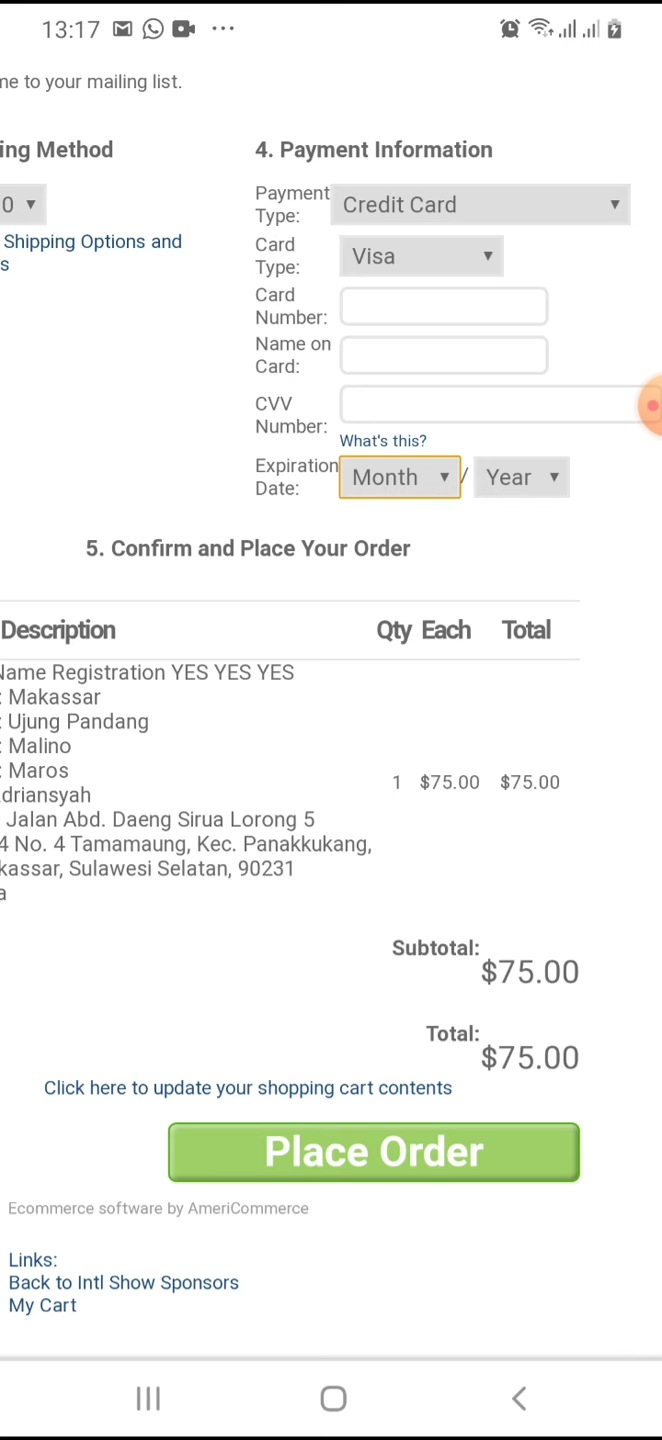 13:17
me to your mailing list.
ing Method
4. Payment Information
0
Payment Type: Credit Card
Shipping Options and
s
Card Type: Visa
Card Number:
Name on Card:
CVV Number:
What's this?
Expiration Date: Month / Year
5. Confirm and Place Your Order
Description Qty Each Total
Name Registration YES YES YES
: Makassar
: Ujung Pandang
: Malino
: Maros
driansyah
Jalan Abd. Daeng Sirua Lorong 5
4 No. 4 Tamamaung, Kec. Panakkukang,
kassar, Sulawesi Selatan, 90231
a
1 $75.00 $75.00
Subtotal:
$75.00
Total:
$75.00
Click here to update your shopping cart contents
Place Order
Ecommerce software by AmeriCommerce
Links:
Back to Intl Show Sponsors
My Cart